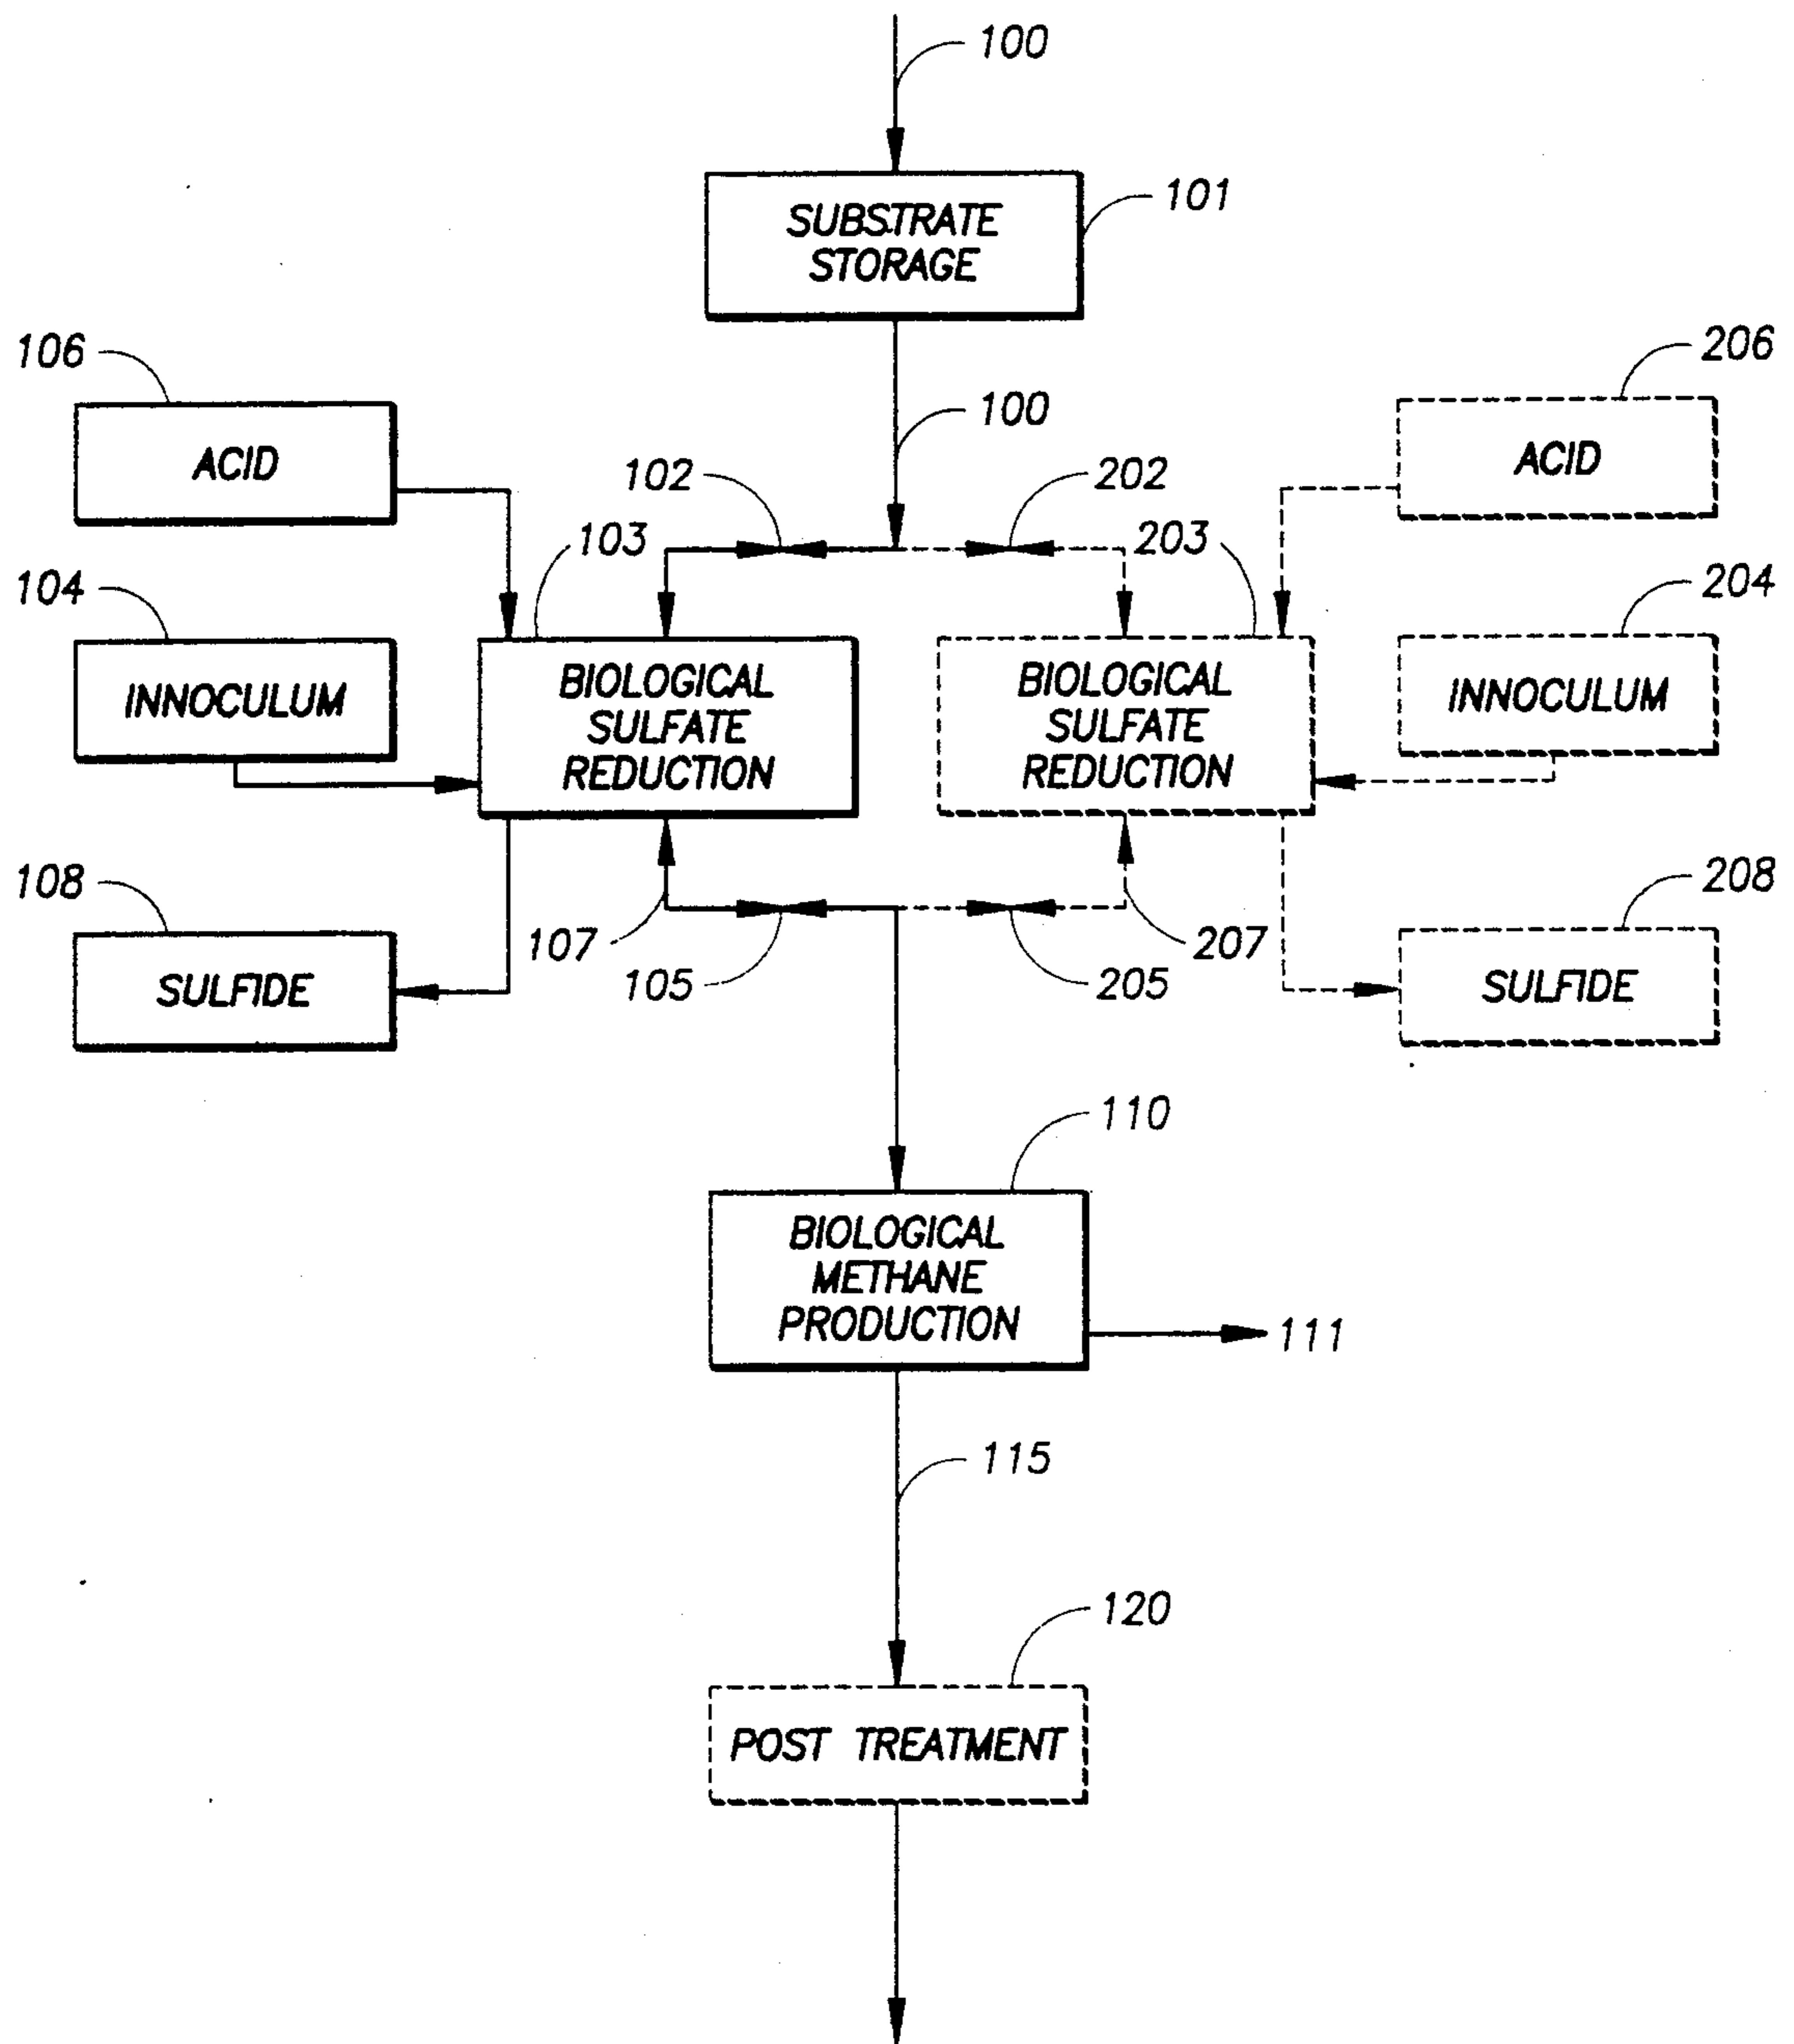 100
SUBSTRATE
STORAGE
101
106
ACID
100
206
ACID
102
202
103
203
104
INNOCULUM
BIOLOGICAL
SULFATE
REDUCTION
BIOLOGICAL
SULFATE
REDUCTION
204
INNOCULUM
108
SULFIDE
107
105
205
207
208
SULFIDE
110
BIOLOGICAL
METHANE
PRODUCTION
111
115
120
POST TREATMENT